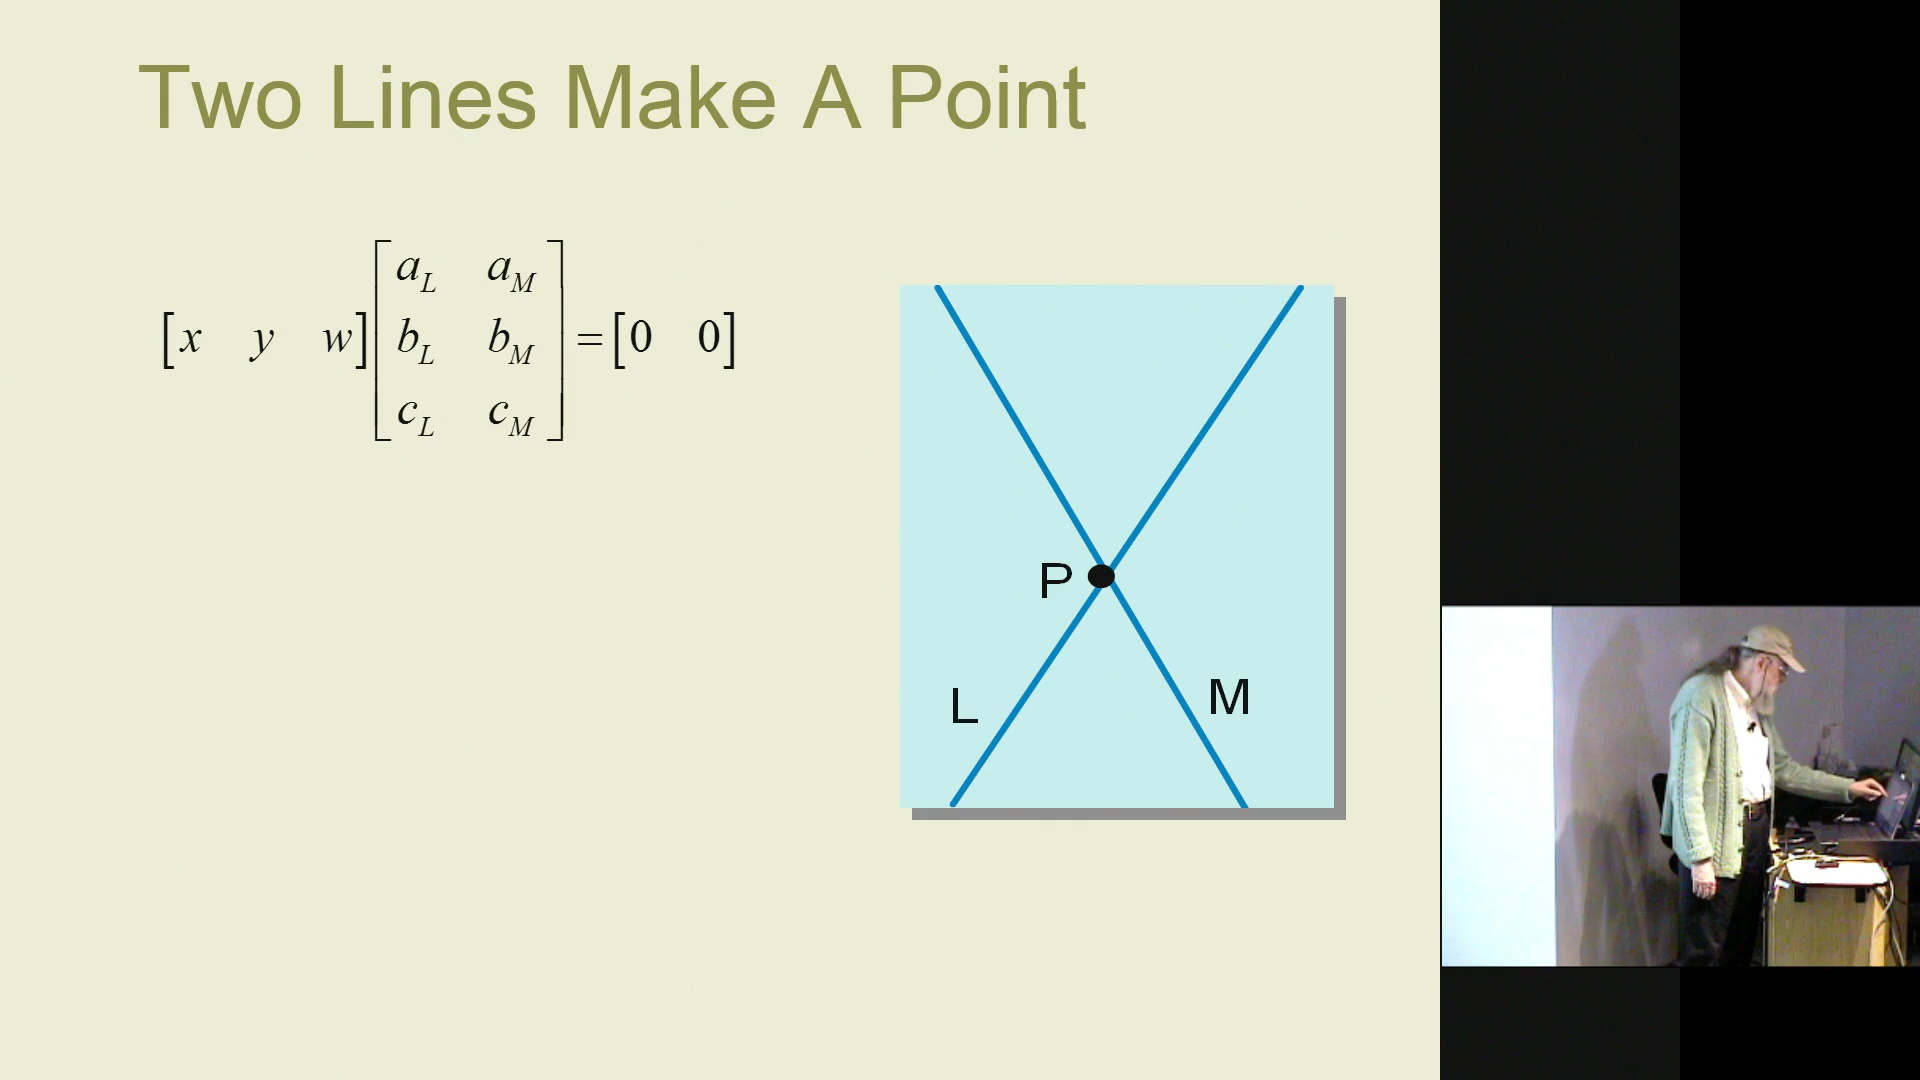 Two Lines Make A Point
[x y w] [a_L a_M; b_L b_M; c_L c_M] = [0 0]
P
L
M